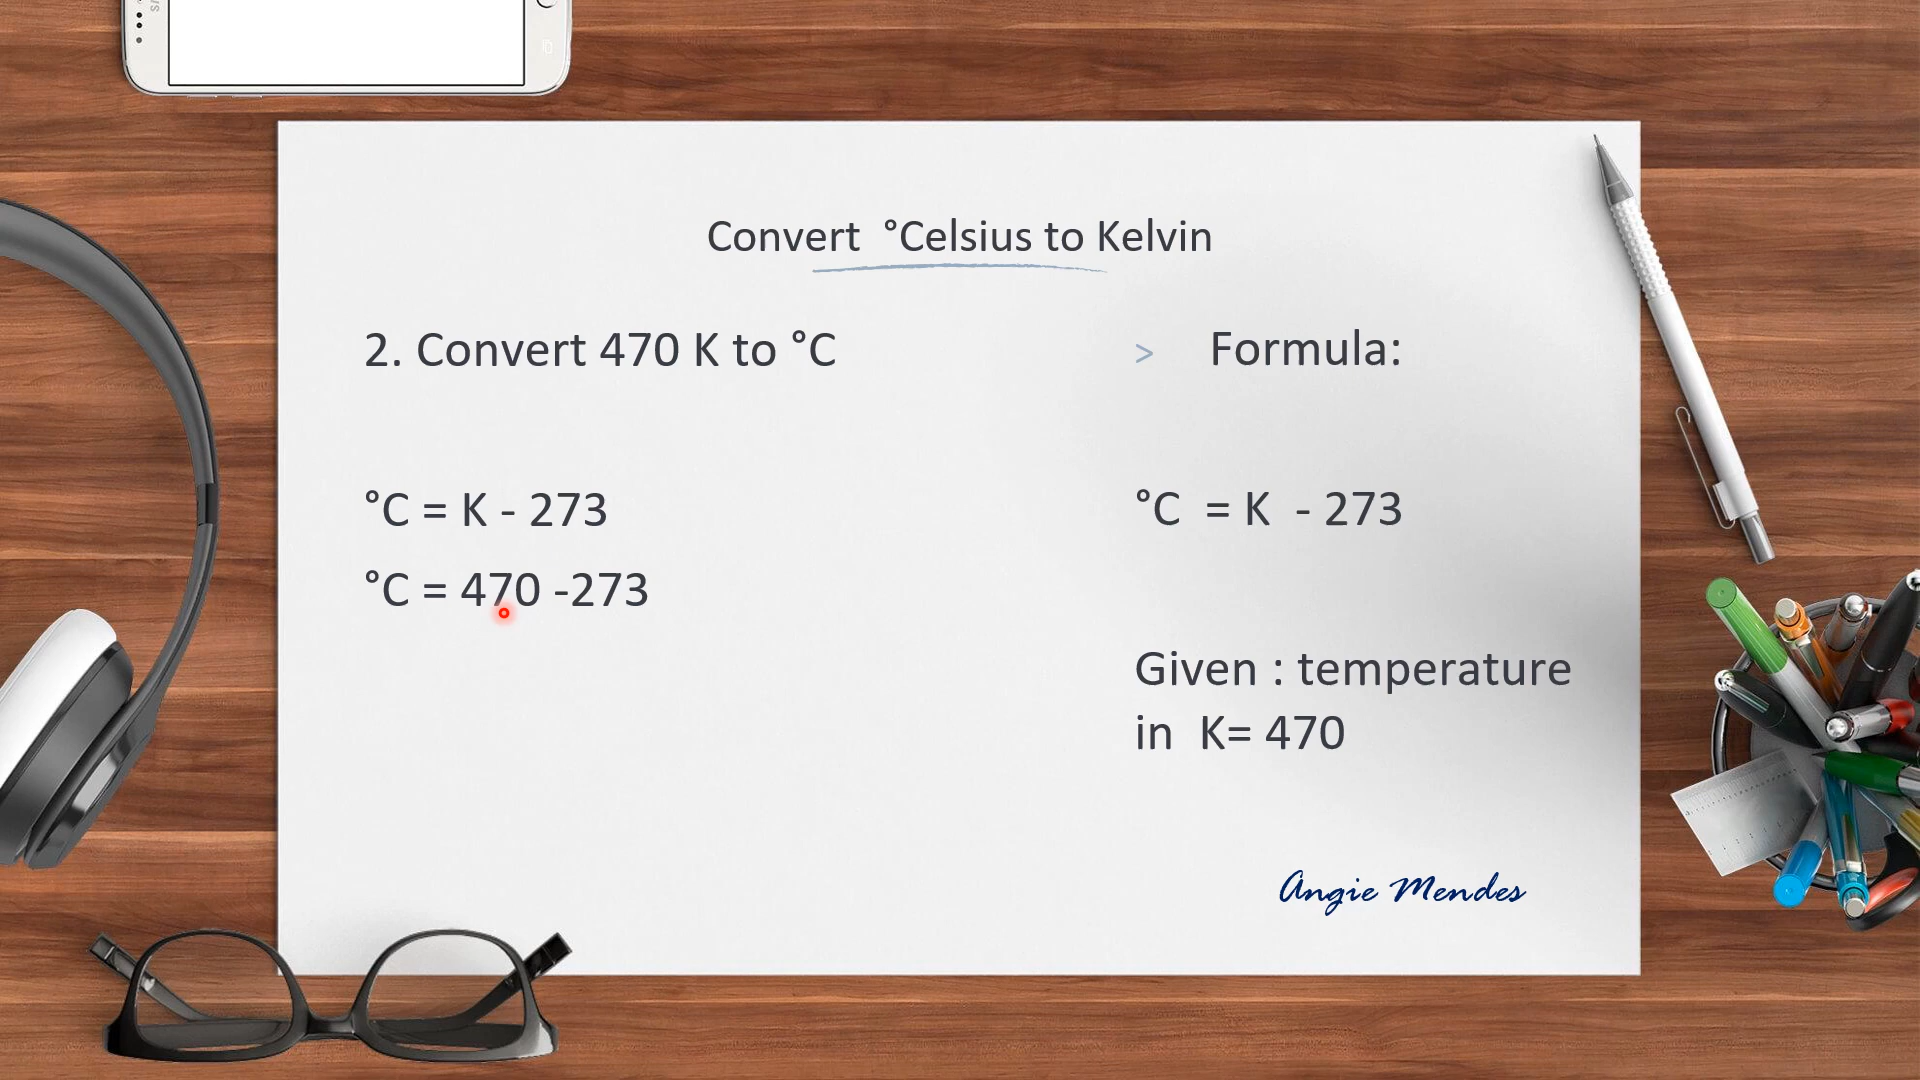 Convert °Celsius to Kelvin
2. Convert 470 K to °C
°C = K - 273
°C = 470 -273
> Formula:
°C = K - 273
Given : temperature
in K= 470
Angie Mendes